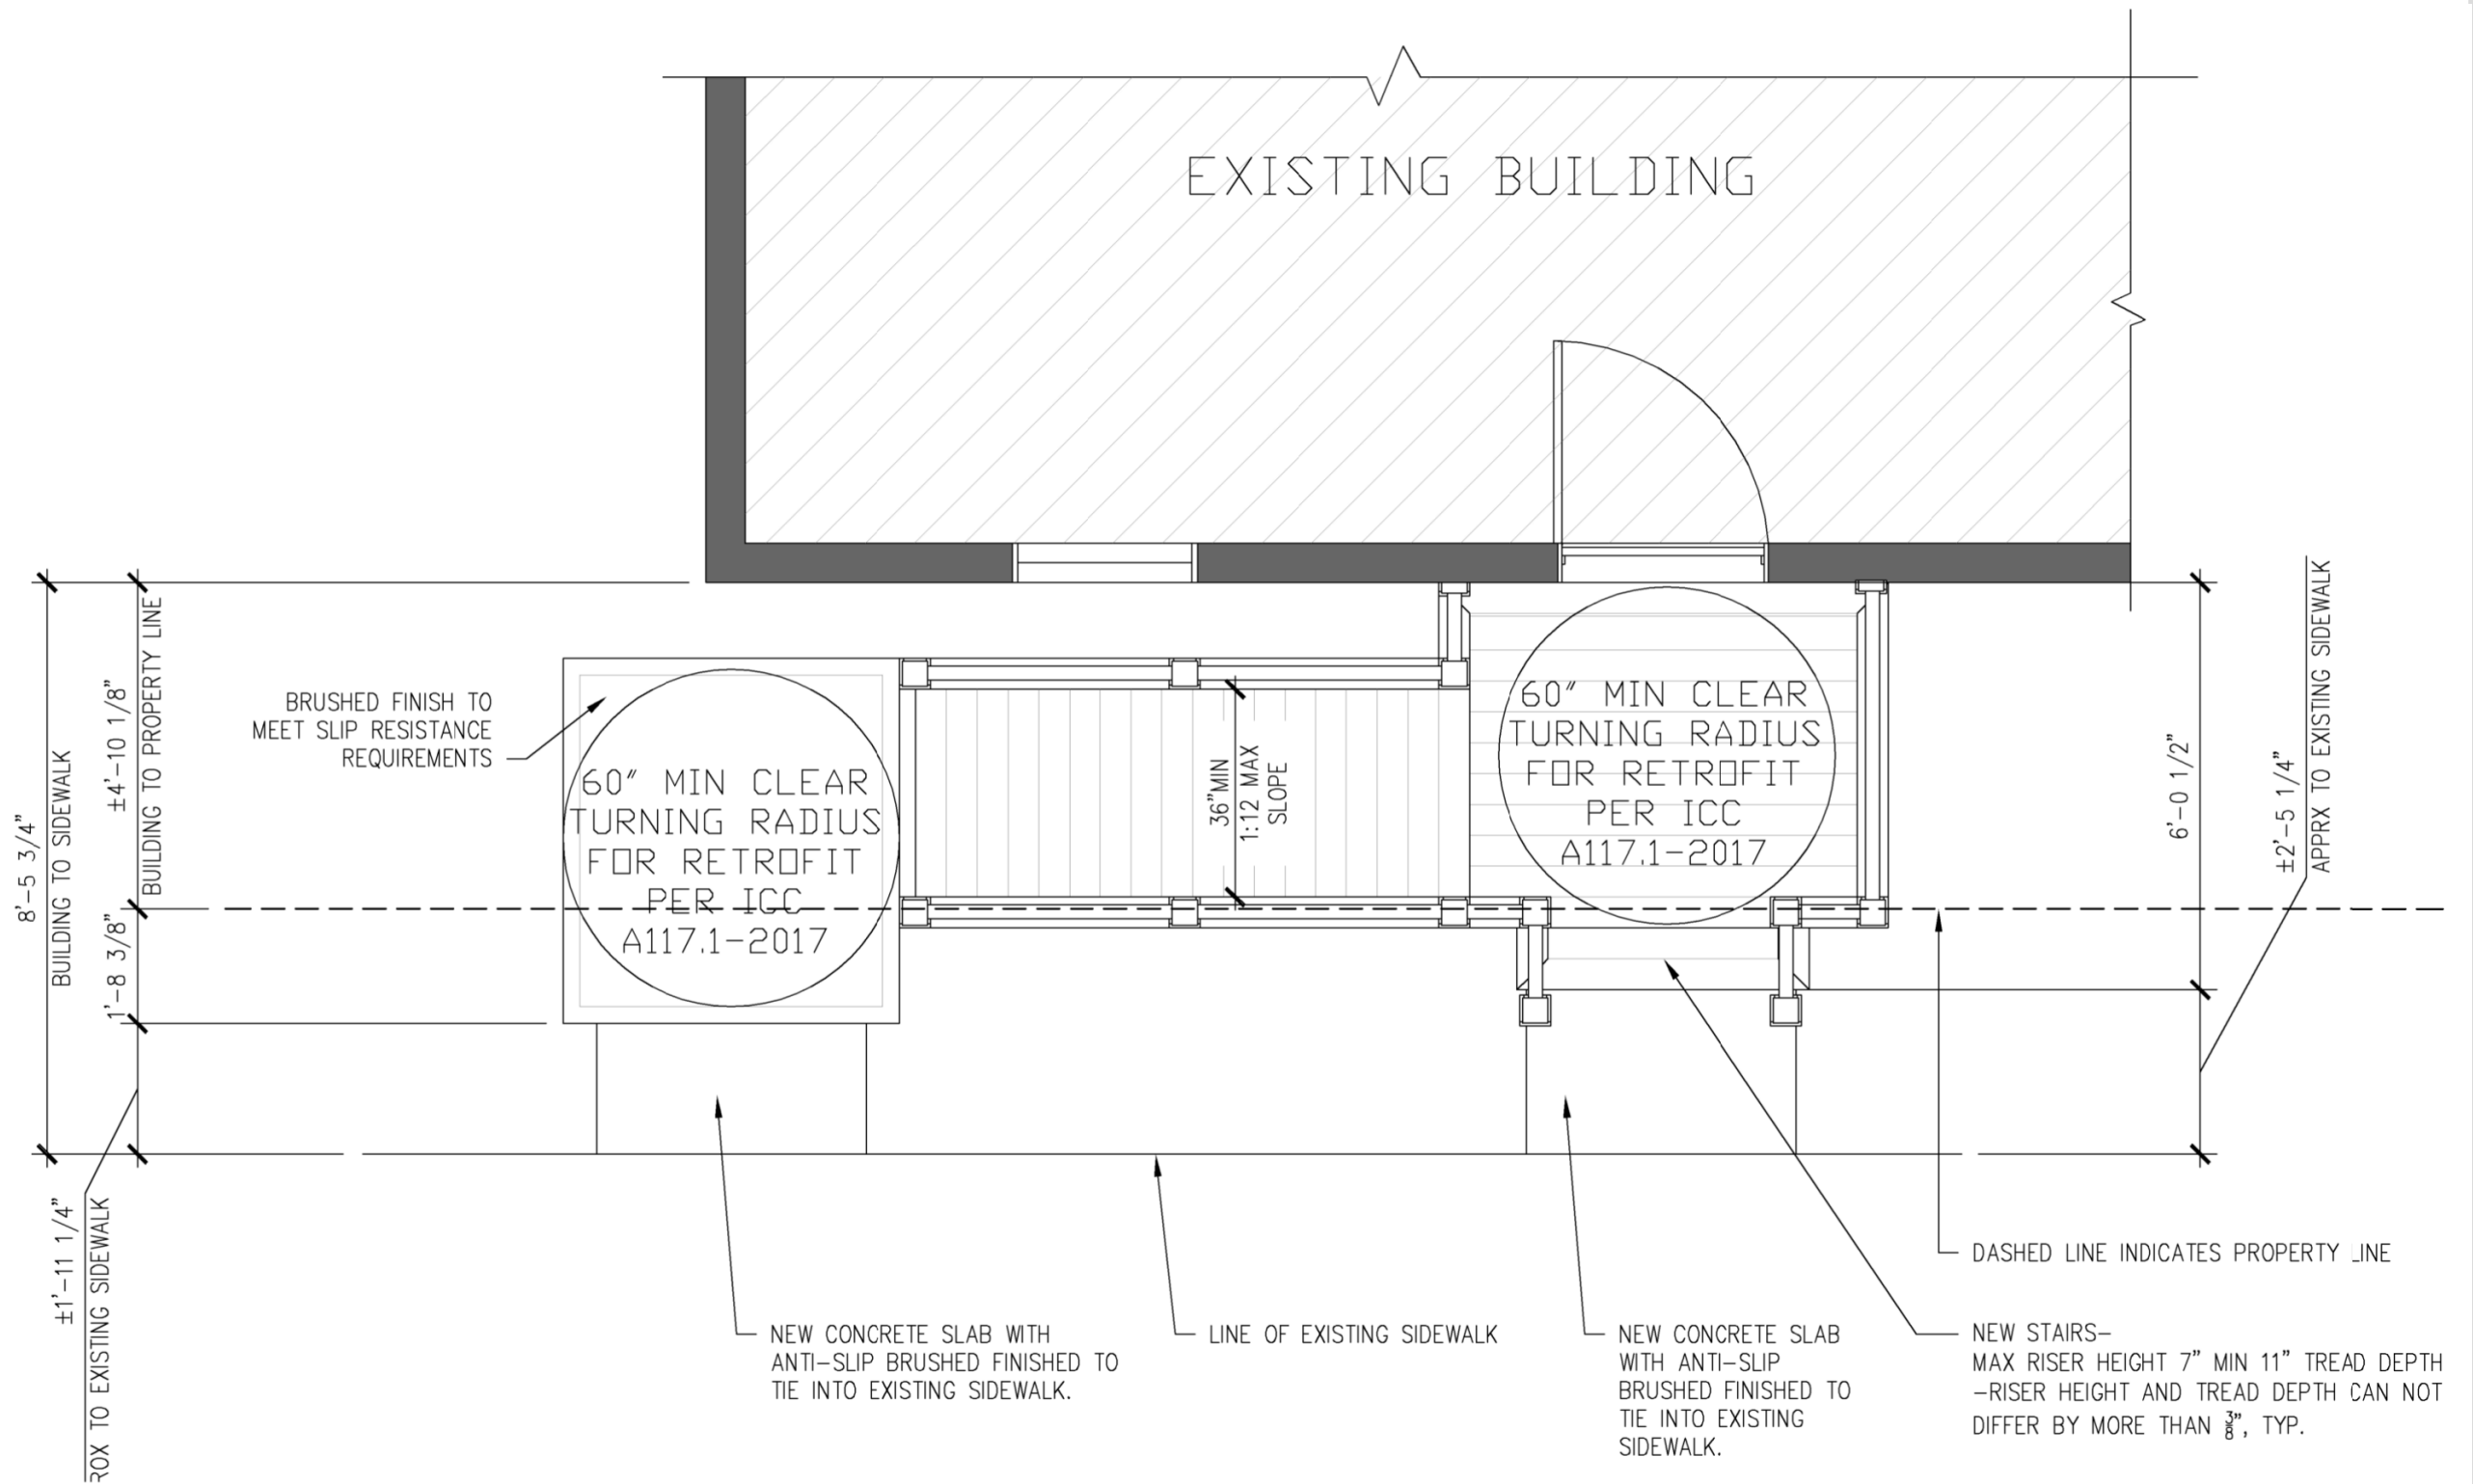 EXISTING BUILDING
BRUSHED FINISH TO
MEET SLIP RESISTANCE
REQUIREMENTS
60" MIN CLEAR
TURNING RADIUS
FOR RETROFIT
PER ICC
A117.1-2017
36"MIN
1:12 MAX
SLOPE
60" MIN CLEAR
TURNING RADIUS
FOR RETROFIT
PER ICC
A117.1-2017
8'-5 3/4"
BUILDING TO SIDEWALK
±4'-10 1/8"
BUILDING TO PROPERTY LINE
1'-8 3/8"
±1'-11 1/4"
ROX TO EXISTING SIDEWALK
6'-0 1/2"
±2'-5 1/4"
APPRX TO EXISTING SIDEWALK
NEW CONCRETE SLAB WITH
ANTI-SLIP BRUSHED FINISHED TO
TIE INTO EXISTING SIDEWALK.
LINE OF EXISTING SIDEWALK
NEW CONCRETE SLAB
WITH ANTI-SLIP
BRUSHED FINISHED TO
TIE INTO EXISTING
SIDEWALK.
DASHED LINE INDICATES PROPERTY LINE
NEW STAIRS-
MAX RISER HEIGHT 7" MIN 11" TREAD DEPTH
-RISER HEIGHT AND TREAD DEPTH CAN NOT
DIFFER BY MORE THAN 3/8", TYP.